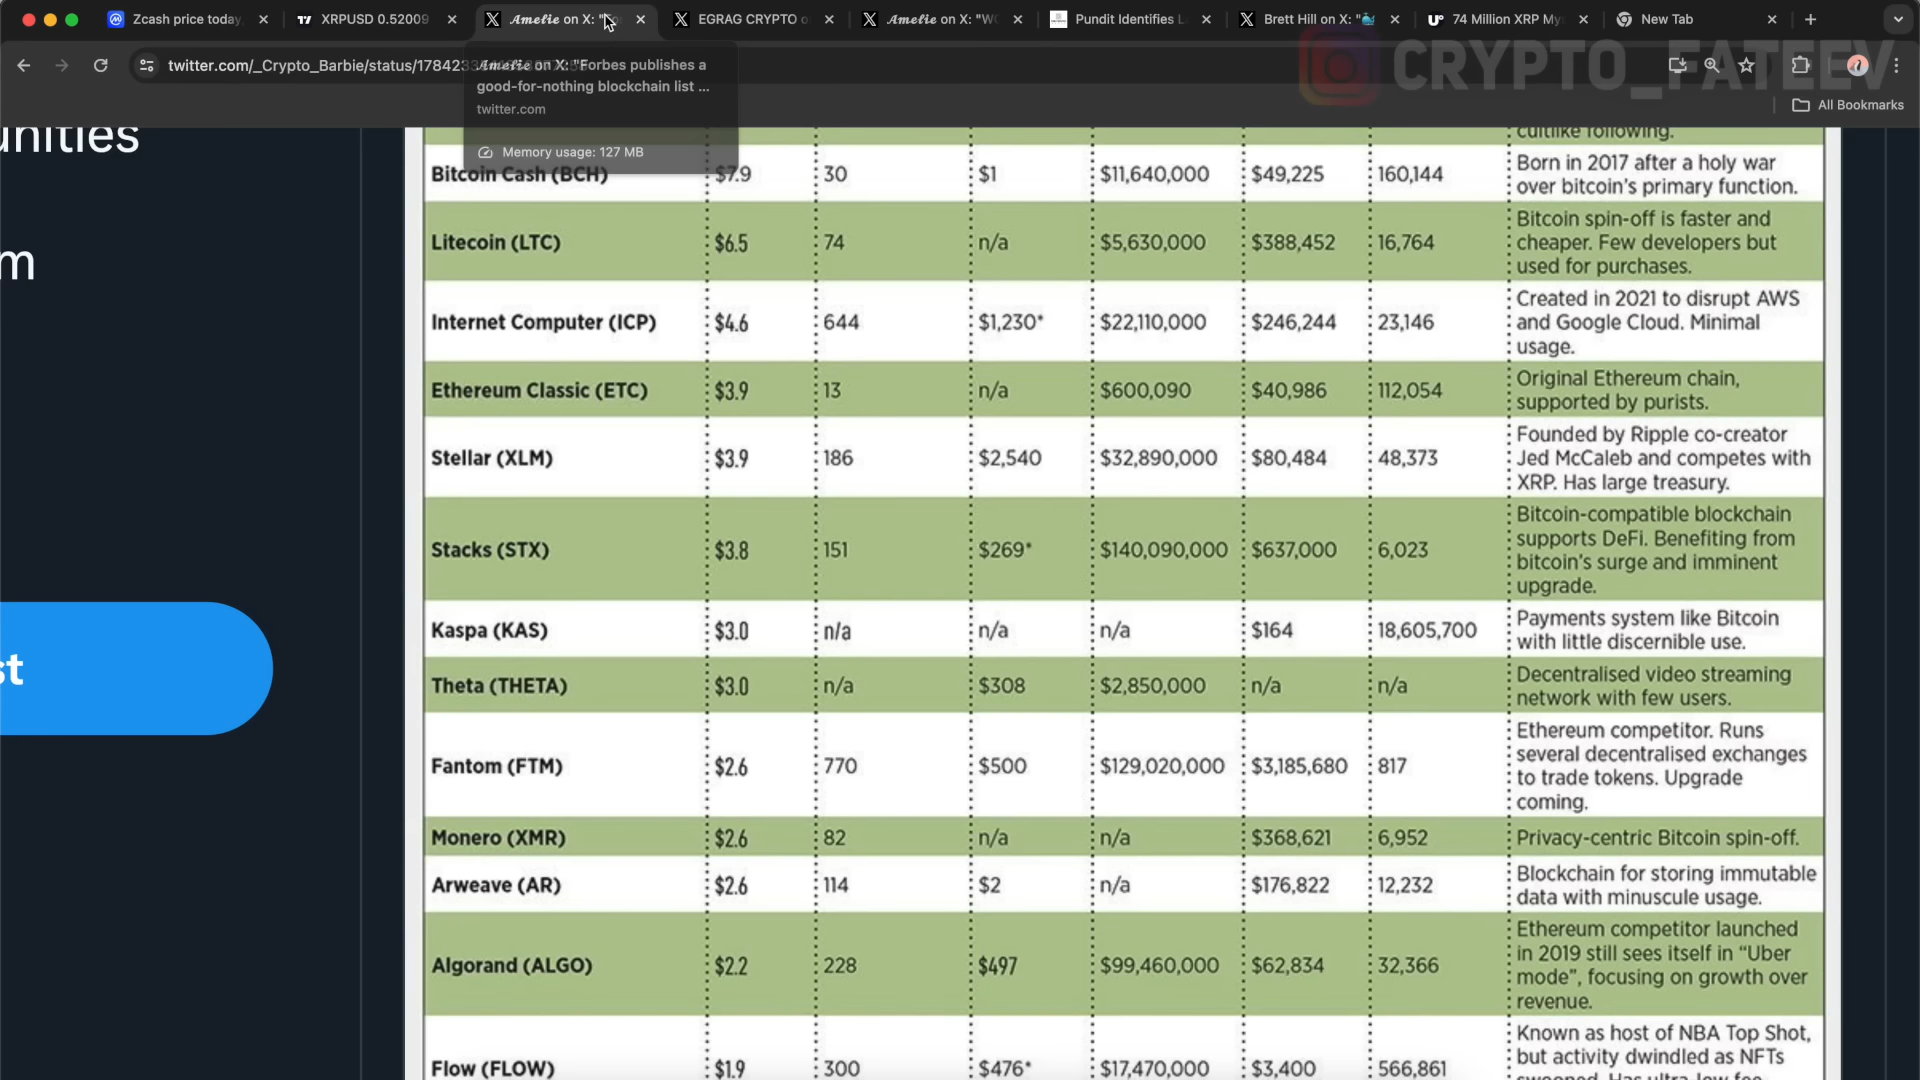 Zcash price today,
XRPUSD 0.52009
𝓐𝓶𝓮𝓵𝓲𝓮 on X: "
EGRAG CRYPTO o
𝓐𝓶𝓮𝓵𝓲𝓮 on X: "WO
Pundit Identifies L
Brett Hill on X: "🐳
74 Million XRP My
New Tab
twitter.com/_Crypto_Barbie/status/178423
CRYPTO_FATEEV
All Bookmarks
𝓐𝓶𝓮𝓵𝓲𝓮 on X: "Forbes publishes a
good-for-nothing blockchain list ...
twitter.com
Memory usage: 127 MB
unities
m
st
cultlike following.
Bitcoin Cash (BCH) $7.9 30 $1 $11,640,000 $49,225 160,144 Born in 2017 after a holy war
over bitcoin's primary function.
Litecoin (LTC) $6.5 74 n/a $5,630,000 $388,452 16,764 Bitcoin spin-off is faster and
cheaper. Few developers but
used for purchases.
Internet Computer (ICP) $4.6 644 $1,230* $22,110,000 $246,244 23,146 Created in 2021 to disrupt AWS
and Google Cloud. Minimal
usage.
Ethereum Classic (ETC) $3.9 13 n/a $600,090 $40,986 112,054 Original Ethereum chain,
supported by purists.
Stellar (XLM) $3.9 186 $2,540 $32,890,000 $80,484 48,373 Founded by Ripple co-creator
Jed McCaleb and competes with
XRP. Has large treasury.
Stacks (STX) $3.8 151 $269* $140,090,000 $637,000 6,023 Bitcoin-compatible blockchain
supports DeFi. Benefiting from
bitcoin's surge and imminent
upgrade.
Kaspa (KAS) $3.0 n/a n/a n/a $164 18,605,700 Payments system like Bitcoin
with little discernible use.
Theta (THETA) $3.0 n/a $308 $2,850,000 n/a n/a Decentralised video streaming
network with few users.
Fantom (FTM) $2.6 770 $500 $129,020,000 $3,185,680 817 Ethereum competitor. Runs
several decentralised exchanges
to trade tokens. Upgrade
coming.
Monero (XMR) $2.6 82 n/a n/a $368,621 6,952 Privacy-centric Bitcoin spin-off.
Arweave (AR) $2.6 114 $2 n/a $176,822 12,232 Blockchain for storing immutable
data with minuscule usage.
Algorand (ALGO) $2.2 228 $497 $99,460,000 $62,834 32,366 Ethereum competitor launched
in 2019 still sees itself in “Uber
mode”, focusing on growth over
revenue.
Flow (FLOW) $1.9 300 $476* $17,470,000 $3,400 566,861 Known as host of NBA Top Shot,
but activity dwindled as NFTs